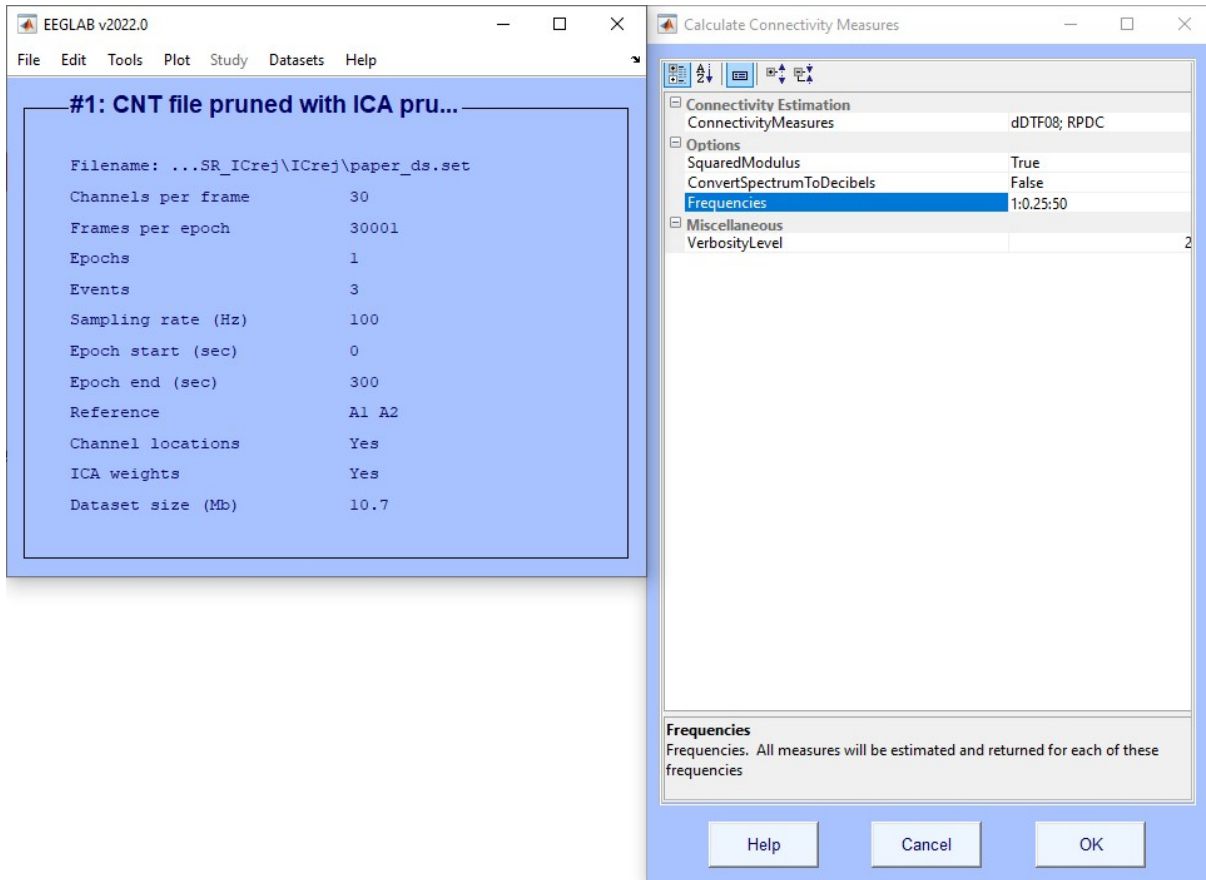 EEGLAB v2022.0
File Edit Tools Plot Study Datasets Help
#1: CNT file pruned with ICA pru...
Filename: ...SR_ICrej\ICrej\paper_ds.set
Channels per frame 30
Frames per epoch 30001
Epochs 1
Events 3
Sampling rate (Hz) 100
Epoch start (sec) 0
Epoch end (sec) 300
Reference A1 A2
Channel locations Yes
ICA weights Yes
Dataset size (Mb) 10.7
Calculate Connectivity Measures
Connectivity Estimation
ConnectivityMeasures dDTF08; RPDC
Options
SquaredModulus True
ConvertSpectrumToDecibels False
Frequencies 1:0.25:50
Miscellaneous
VerbosityLevel 2
Frequencies
Frequencies. All measures will be estimated and returned for each of these
frequencies
Help Cancel OK